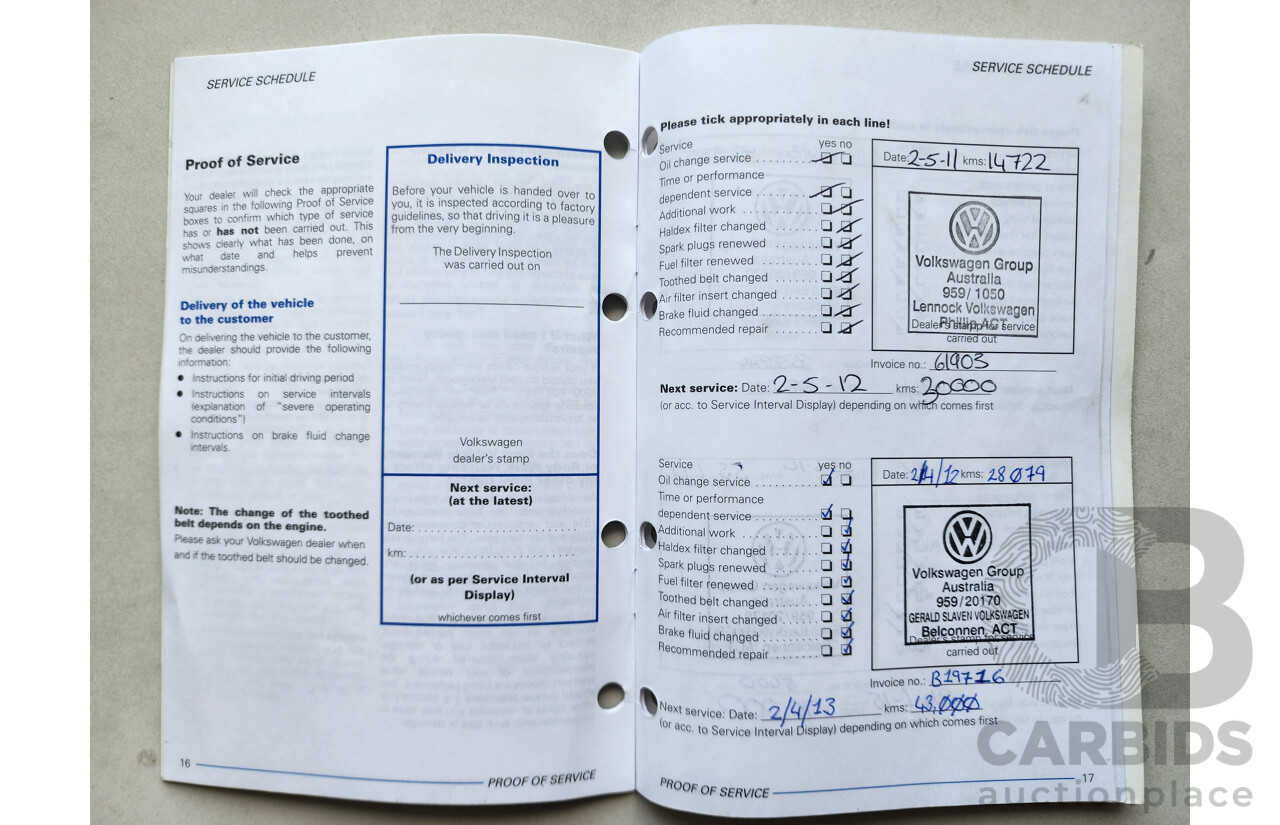 SERVICE SCHEDULE
Proof of Service
Your dealer will check the appropriate
squares in the following Proof of Service
boxes to confirm which type of service
has or has not been carried out. This
shows clearly what has been done, on
what date and helps prevent
misunderstandings.
Delivery of the vehicle
to the customer
On delivering the vehicle to the customer,
the dealer should provide the following
information:
● Instructions for initial driving period
● Instructions on service intervals
(explanation of "severe operating
conditions")
● Instructions on brake fluid change
intervals.
Note: The change of the toothed
belt depends on the engine.
Please ask your Volkswagen dealer when
and if the toothed belt should be changed.
Delivery Inspection
Before your vehicle is handed over to
you, it is inspected according to factory
guidelines, so that driving it is a pleasure
from the very beginning.
The Delivery Inspection
was carried out on
Volkswagen
dealer's stamp
Next service:
(at the latest)
Date:
km:
(or as per Service Interval
Display)
whichever comes first
16
PROOF OF SERVICE
SERVICE SCHEDULE
Please tick appropriately in each line!
Service yes no
Oil change service
Time or performance
dependent service
Additional work
Haldex filter changed
Spark plugs renewed
Fuel filter renewed
Toothed belt changed
Air filter insert changed
Brake fluid changed
Recommended repair
Date: 2-5-11 kms: 14722
Volkswagen Group
Australia
959/1050
Lennock Volkswagen
Phillip ACT
Dealer's stamp for service
carried out
Invoice no.: 61903
Next service: Date: 2-5-12 kms: 30000
(or acc. to Service Interval Display) depending on which comes first
Service yes no
Oil change service
Time or performance
dependent service
Additional work
Haldex filter changed
Spark plugs renewed
Fuel filter renewed
Toothed belt changed
Air filter insert changed
Brake fluid changed
Recommended repair
Date: 2/4/12 kms: 28079
Volkswagen Group
Australia
959/20170
GERALD SLAVEN VOLKSWAGEN
Belconnen, ACT
Dealer's stamp for service
carried out
Invoice no.: B19716
Next service: Date: 2/4/13 kms: 43,000
(or acc. to Service Interval Display) depending on which comes first
PROOF OF SERVICE
17
CARBIDS
auctionplace